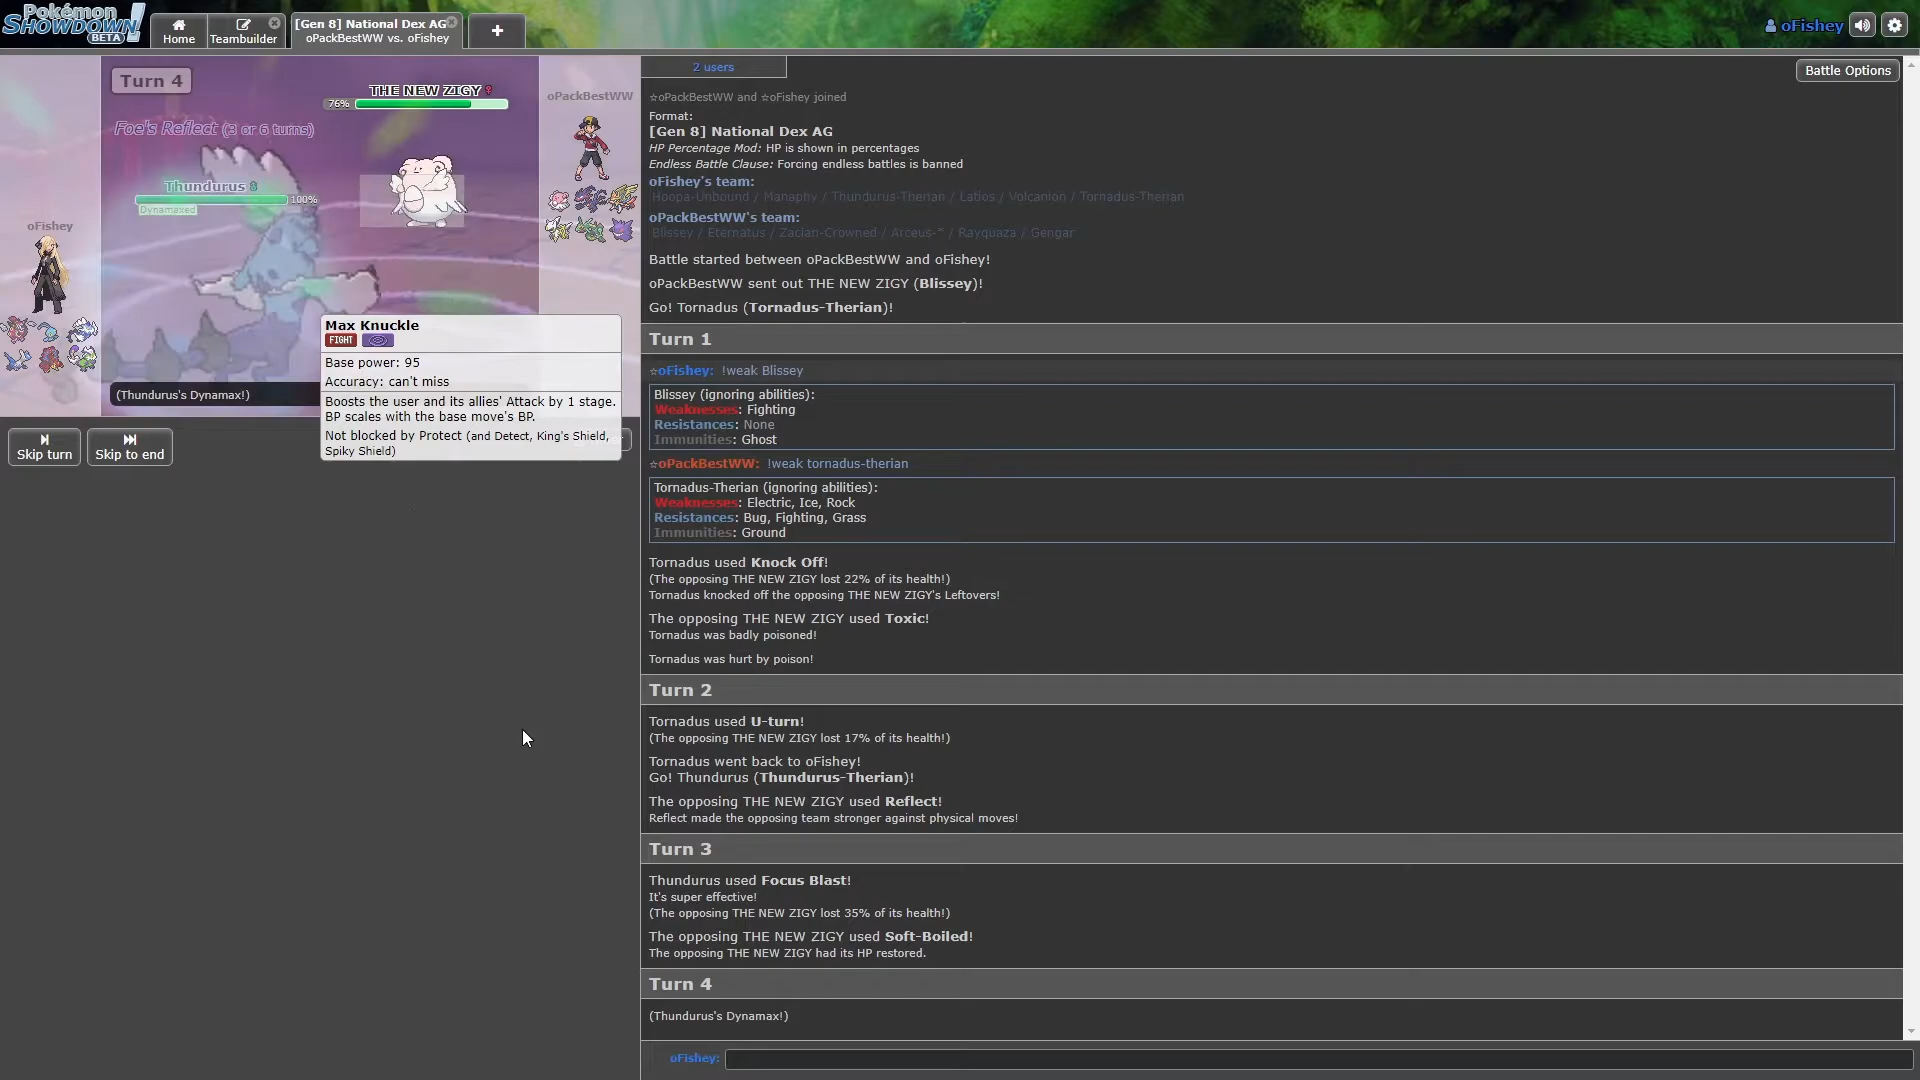 Pokémon
SHOWDOWN!
BETA
Home
Teambuilder
[Gen 8] National Dex AG
oPackBestWW vs. oFishey
+
oFishey
Turn 4
Foe's Reflect (3 or 6 turns)
THE NEW ZIGY ♀
76%
oPackBestWW
Thundurus
100%
Dynamaxed
oFishey
(Thundurus's Dynamax!)
Max Knuckle
FIGHT
Base power: 95
Accuracy: can't miss
Boosts the user and its allies' Attack by 1 stage.
BP scales with the base move's BP.
Not blocked by Protect (and Detect, King's Shield,
Spiky Shield)
Skip turn
Skip to end
2 users
Battle Options
☆oPackBestWW and ☆oFishey joined
Format:
[Gen 8] National Dex AG
HP Percentage Mod: HP is shown in percentages
Endless Battle Clause: Forcing endless battles is banned
oFishey's team:
Hoopa-Unbound / Manaphy / Thundurus-Therian / Latios / Volcanion / Tornadus-Therian
oPackBestWW's team:
Blissey / Eternatus / Zacian-Crowned / Arceus-* / Rayquaza / Gengar
Battle started between oPackBestWW and oFishey!
oPackBestWW sent out THE NEW ZIGY (Blissey)!
Go! Tornadus (Tornadus-Therian)!
Turn 1
☆oFishey: !weak Blissey
Blissey (ignoring abilities):
Weaknesses: Fighting
Resistances: None
Immunities: Ghost
☆oPackBestWW: !weak tornadus-therian
Tornadus-Therian (ignoring abilities):
Weaknesses: Electric, Ice, Rock
Resistances: Bug, Fighting, Grass
Immunities: Ground
Tornadus used Knock Off!
(The opposing THE NEW ZIGY lost 22% of its health!)
Tornadus knocked off the opposing THE NEW ZIGY's Leftovers!
The opposing THE NEW ZIGY used Toxic!
Tornadus was badly poisoned!
Tornadus was hurt by poison!
Turn 2
Tornadus used U-turn!
(The opposing THE NEW ZIGY lost 17% of its health!)
Tornadus went back to oFishey!
Go! Thundurus (Thundurus-Therian)!
The opposing THE NEW ZIGY used Reflect!
Reflect made the opposing team stronger against physical moves!
Turn 3
Thundurus used Focus Blast!
It's super effective!
(The opposing THE NEW ZIGY lost 35% of its health!)
The opposing THE NEW ZIGY used Soft-Boiled!
The opposing THE NEW ZIGY had its HP restored.
Turn 4
(Thundurus's Dynamax!)
oFishey: